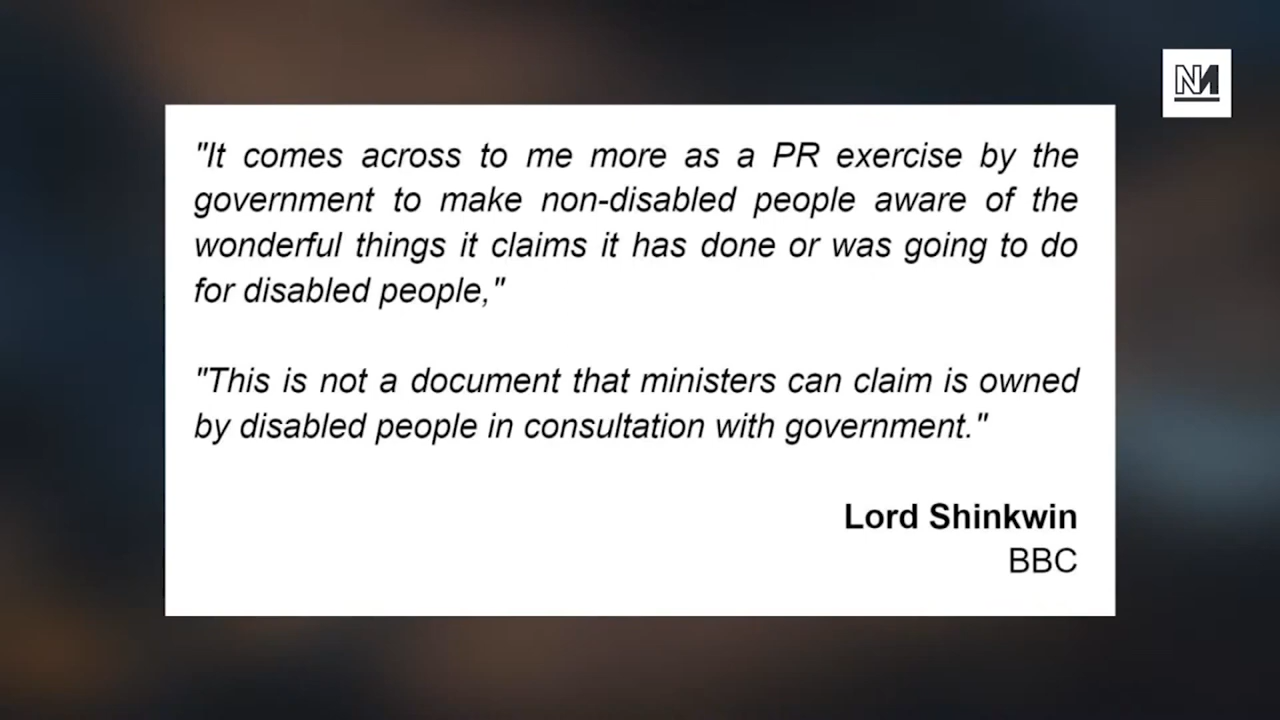 NM
"It comes across to me more as a PR exercise by the
government to make non-disabled people aware of the
wonderful things it claims it has done or was going to do
for disabled people,"
"This is not a document that ministers can claim is owned
by disabled people in consultation with government."
Lord Shinkwin
BBC